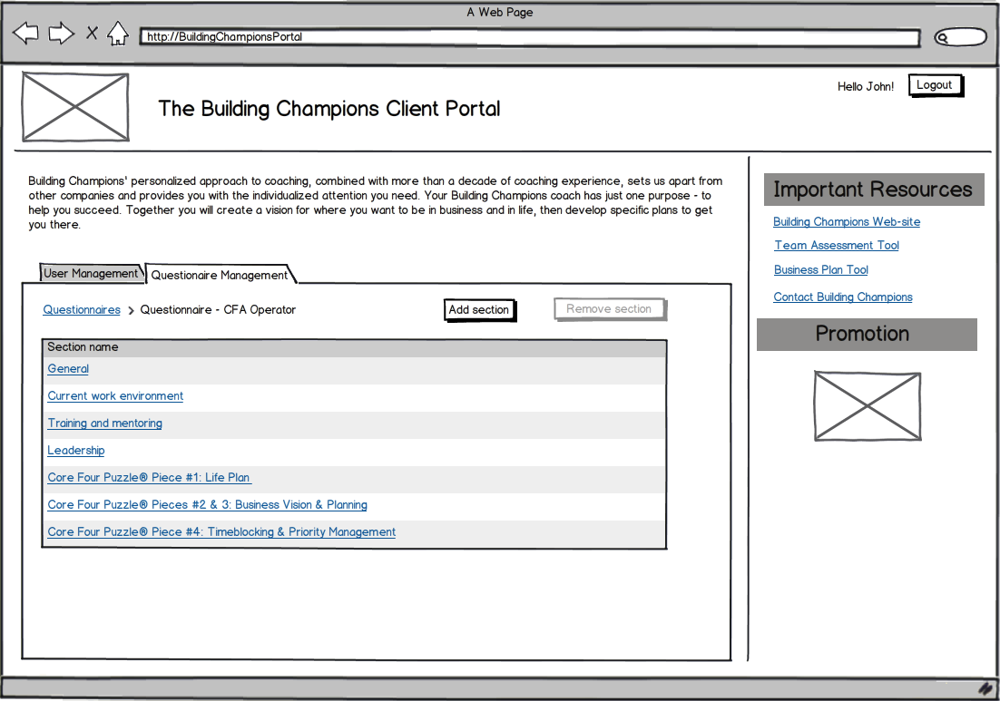 A Web Page
http://BuildingChampionsPortal
Hello John!
Logout
The Building Champions Client Portal
Building Champions' personalized approach to coaching, combined with more than a decade of coaching experience, sets us apart from
other companies and provides you with the individualized attention you need. Your Building Champions coach has just one purpose - to
help you succeed. Together you will create a vision for where you want to be in business and in life, then develop specific plans to get
you there.
User Management
Questionaire Management
Questionnaires
Questionnaire - CFA Operator
Add section
Remove section
Section name
General
Current work environment
Training and mentoring
Leadership
Core Four Puzzle® Piece #1: Life Plan
Core Four Puzzle® Pieces #2 & 3: Business Vision & Planning
Core Four Puzzle® Piece #4: Timeblocking & Priority Management
Important Resources
Building Champions Web-site
Team Assessment Tool
Business Plan Tool
Contact Building Champions
Promotion